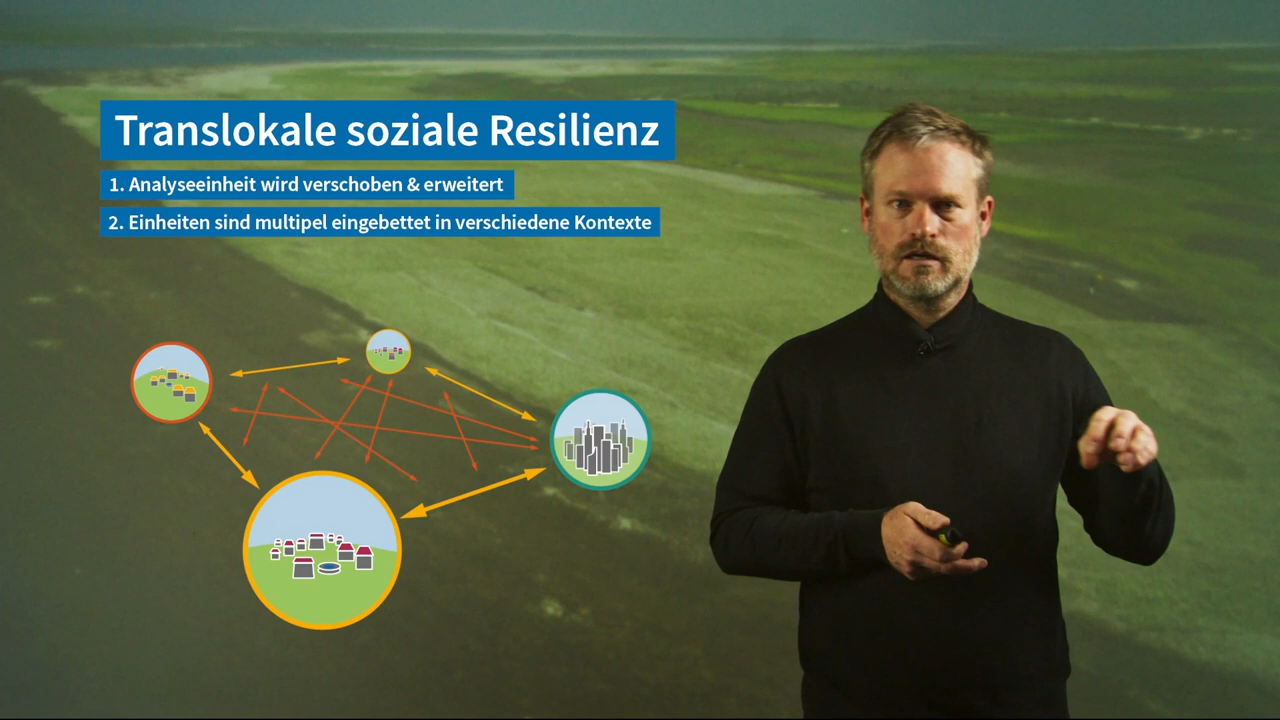 Translokale soziale Resilienz
1. Analyseeinheit wird verschoben & erweitert
2. Einheiten sind multipel eingebettet in verschiedene Kontexte